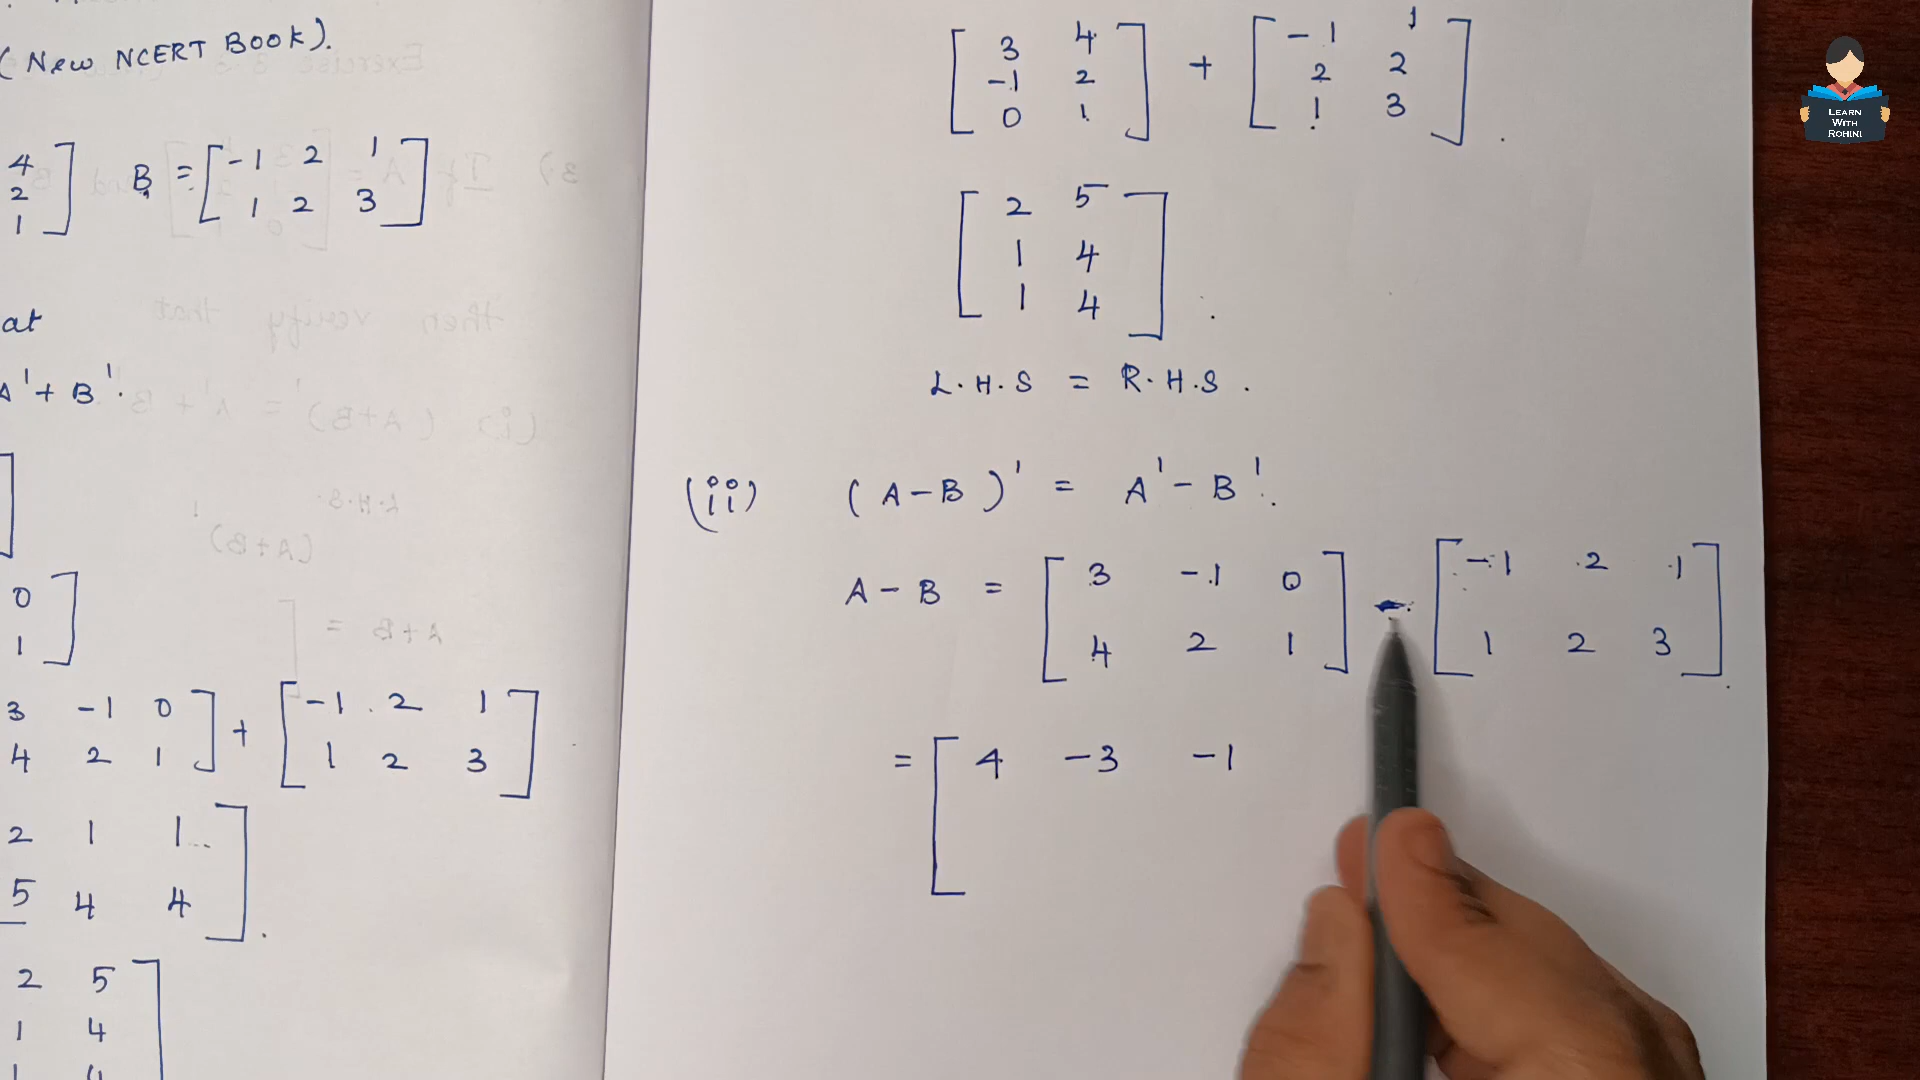 (New NCERT Book).
4
2
1
B = [ -1 2 1
1 2 3 ]
at
A' + B'.
0
1
3 -1 0 + -1 2 1
4 2 1 1 2 3
2 1 1
5 4 4
2 5
1 4
3 4 + -1 1
-1 2 2 2
0 1 1 3
2 5
1 4
1 4
L.H.S = R.H.S.
(ii) (A-B)' = A' - B'.
A - B = [ 3 -1 0 ] - [ -1 2 1 ]
4 2 1 1 2 3
= [ 4 -3 -1
LEARN
WITH
ROHINI